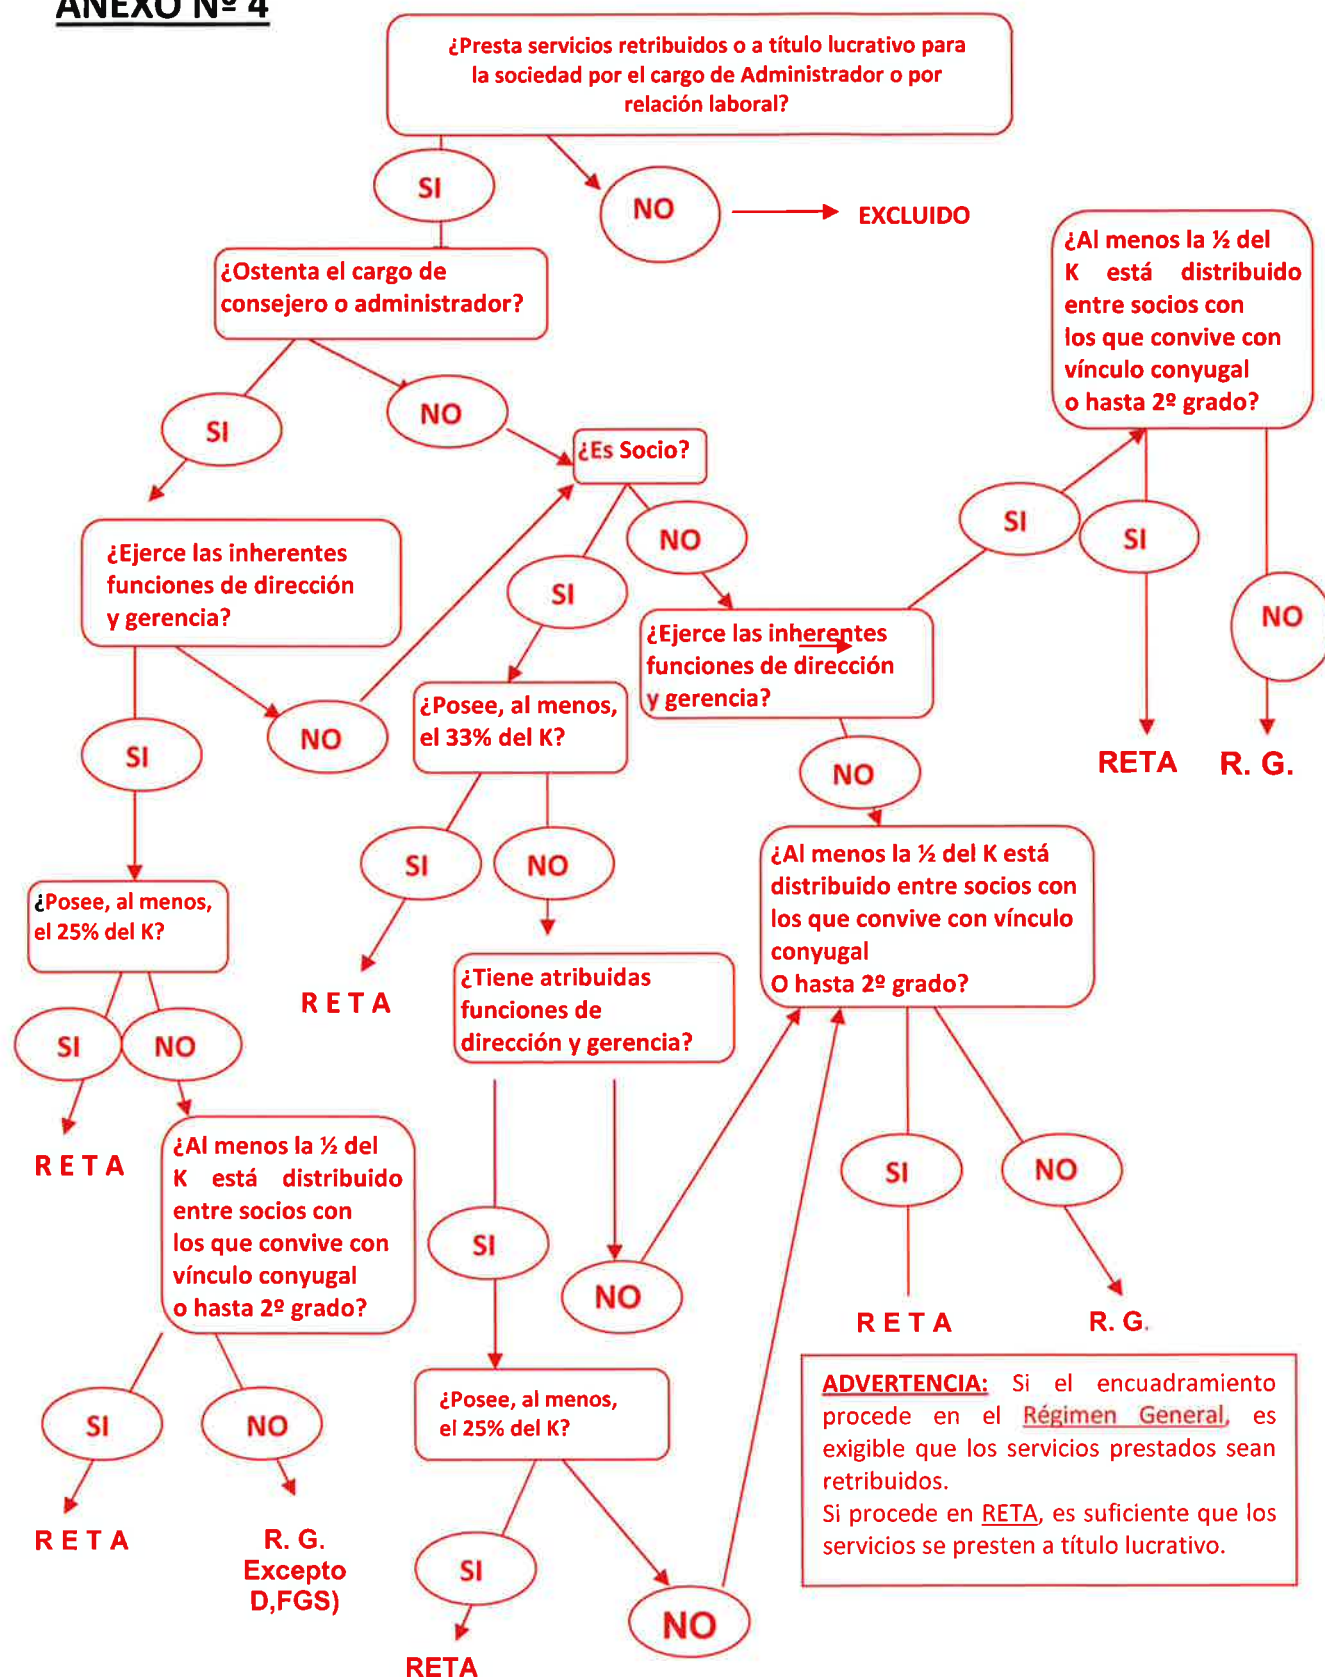 ANEXO Nº 4
¿Presta servicios retribuidos o a título lucrativo para
la sociedad por el cargo de Administrador o por
relación laboral?
SI
NO
EXCLUIDO
¿Ostenta el cargo de
consejero o administrador?
¿Al menos la ½ del
K está distribuido
entre socios con
los que convive con
vínculo conyugal
o hasta 2º grado?
SI
NO
¿Es Socio?
SI
SI
NO
NO
¿Ejerce las inherentes
funciones de dirección
y gerencia?
SI
¿Ejerce las inherentes
funciones de dirección
y gerencia?
NO
RETA
R. G.
SI
NO
¿Posee, al menos,
el 33% del K?
NO
SI
NO
¿Al menos la ½ del K está
distribuido entre socios con
los que convive con vínculo
conyugal
O hasta 2º grado?
¿Posee, al menos,
el 25% del K?
R E T A
¿Tiene atribuidas
funciones de
dirección y gerencia?
SI
NO
R E T A
¿Al menos la ½ del
K está distribuido
entre socios con
los que convive con
vínculo conyugal
o hasta 2º grado?
SI
NO
SI
NO
R E T A
R. G.
¿Posee, al menos,
el 25% del K?
ADVERTENCIA: Si el encuadramiento
procede en el Régimen General, es
exigible que los servicios prestados sean
retribuidos.
Si procede en RETA, es suficiente que los
servicios se presten a título lucrativo.
SI
NO
R E T A
R. G.
Excepto
D,FGS)
SI
NO
RETA